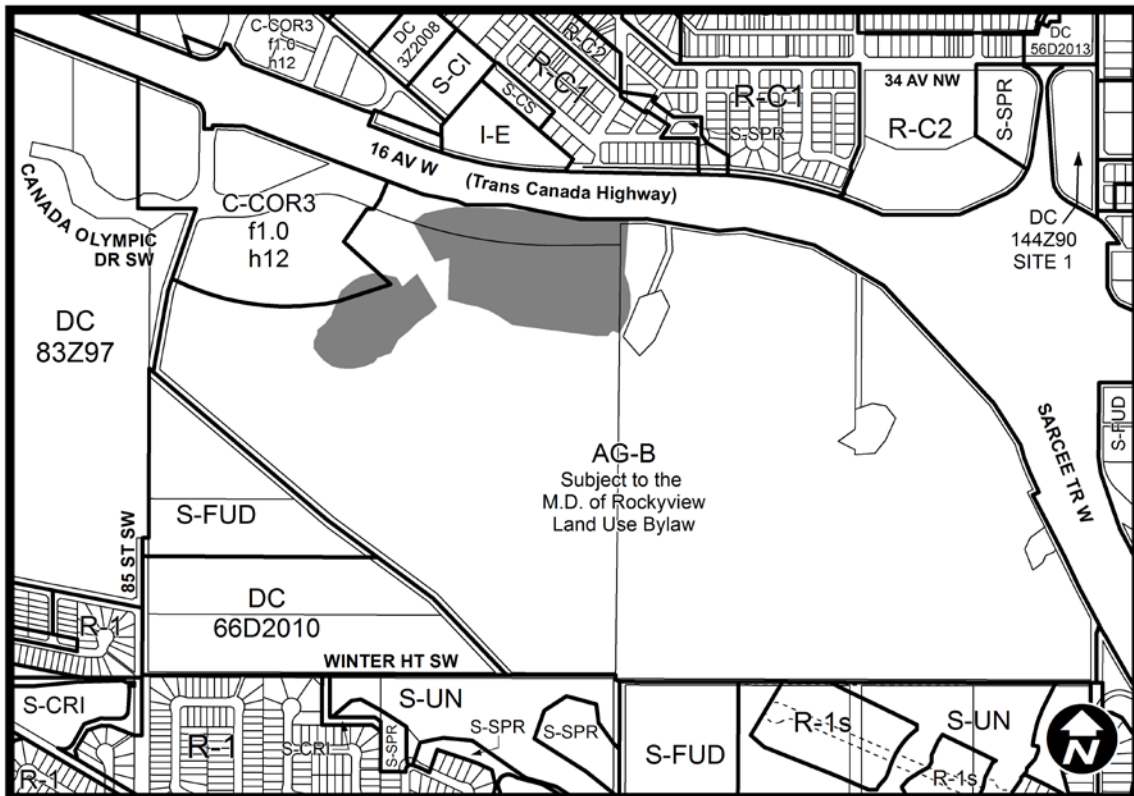 C-COR3
f1.0
h12
DC
3Z2008
S-CI
R-C2
R-C1
S-CS
I-E
S-SPR
R-C1
34 AV NW
R-C2
S-SPR
DC
56D2013
DC
144Z90
SITE 1
16 AV W
(Trans Canada Highway)
CANADA OLYMPIC
DR SW
C-COR3
f1.0
h12
DC
83Z97
AG-B
Subject to the
M.D. of Rockyview
Land Use Bylaw
S-FUD
SARCEE TR W
S-FUD
85 ST SW
DC
66D2010
R-1
WINTER HT SW
S-CRI
R-1
S-CRI
S-SPR
S-UN
S-SPR
S-SPR
S-FUD
R-1s
S-UN
R-1s
R-1
N